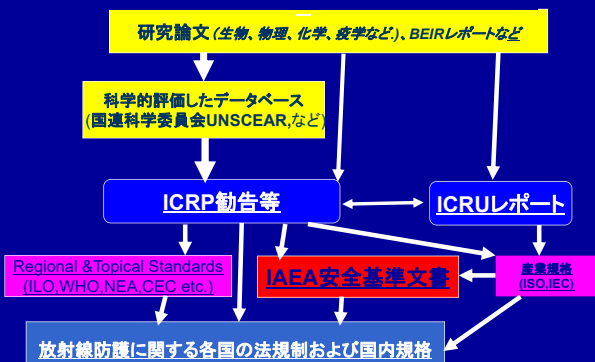 研究論文(生物、物理、化学、疫学など.)、BEIRレポートなど
科学的評価したデータベース
(国連科学委員会UNSCEAR,など)
ICRP勧告等
ICRUレポート
Regional &Topical Standards
(ILO,WHO,NEA,CEC etc.)
IAEA安全基準文書
産業規格
(ISO,IEC)
放射線防護に関する各国の法規制および国内規格